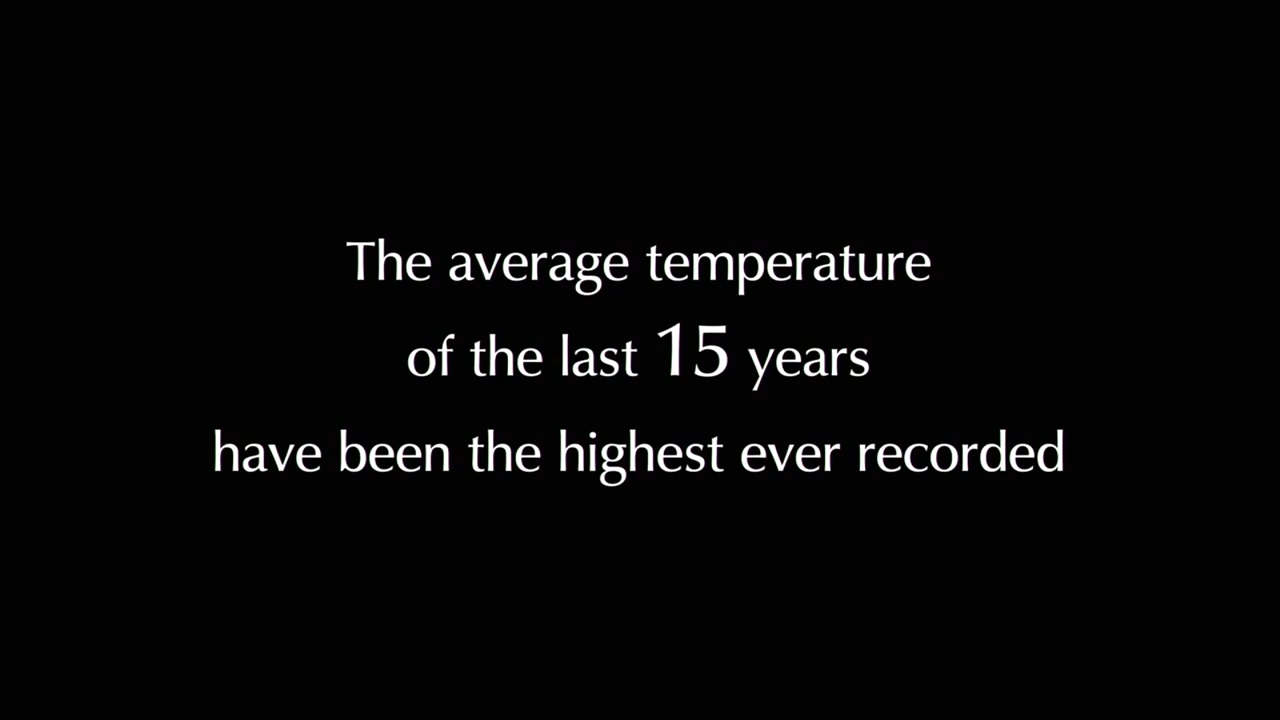 The average temperature
of the last 15 years
have been the highest ever recorded